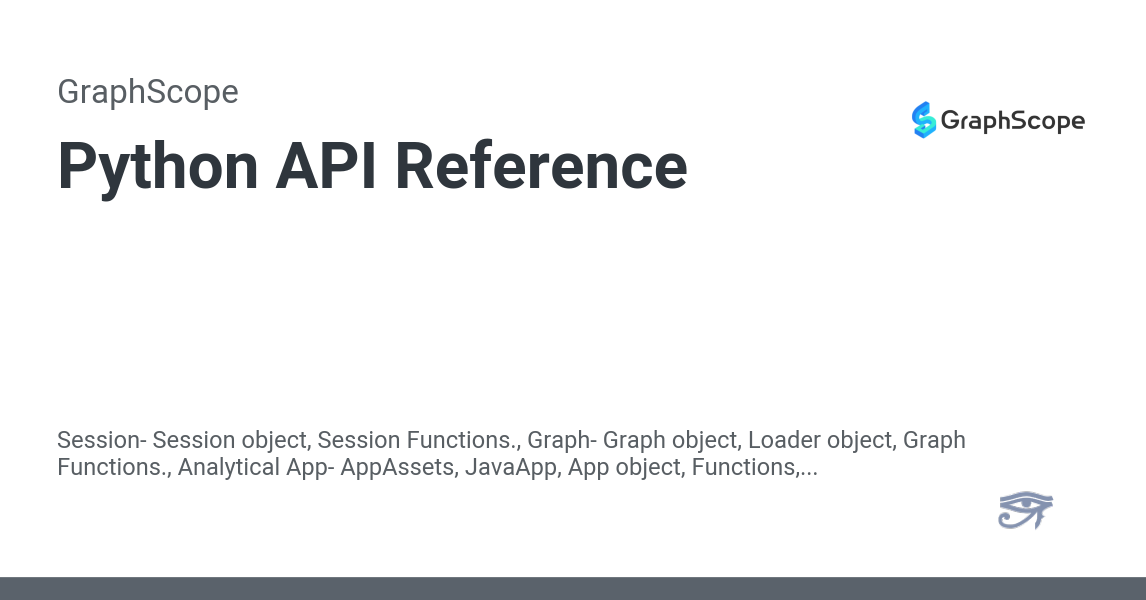 GraphScope
GraphScope
Python API Reference
Session- Session object, Session Functions., Graph- Graph object, Loader object, Graph
Functions., Analytical App- AppAssets, JavaApp, App object, Functions,...